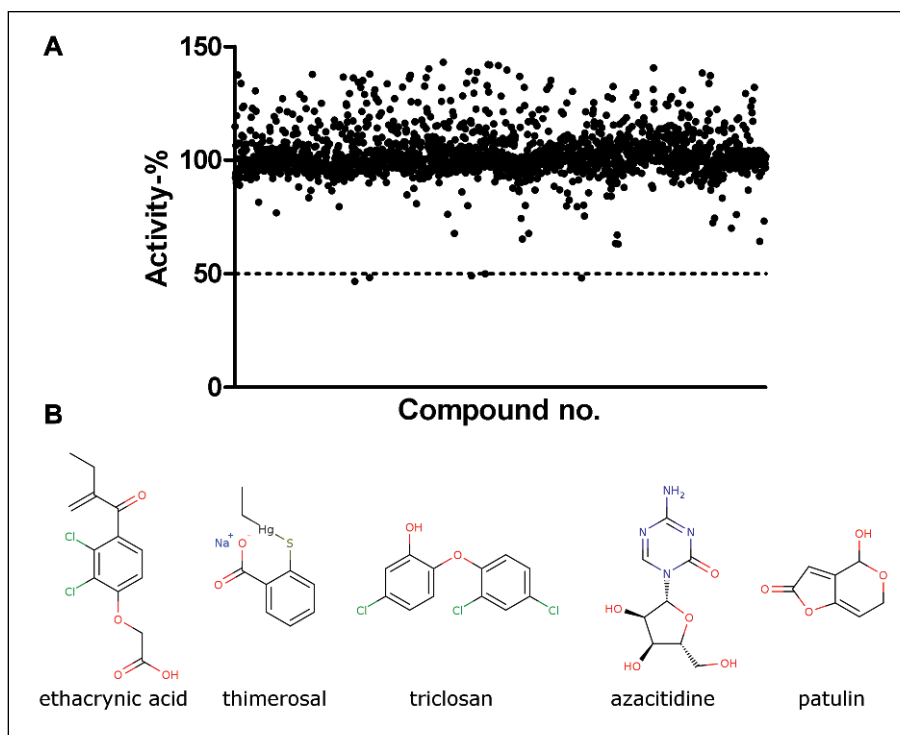 A
150
100
50
0
Activity-%
Compound no.
B
O
Cl
Cl
O
O
OH
Hg
Na+
O-
S
O
OH
O
Cl
Cl
Cl
NH2
N
N
N
O
HO
O
HO
OH
OH
O
O
O
ethacrynic acid
thimerosal
triclosan
azacitidine
patulin